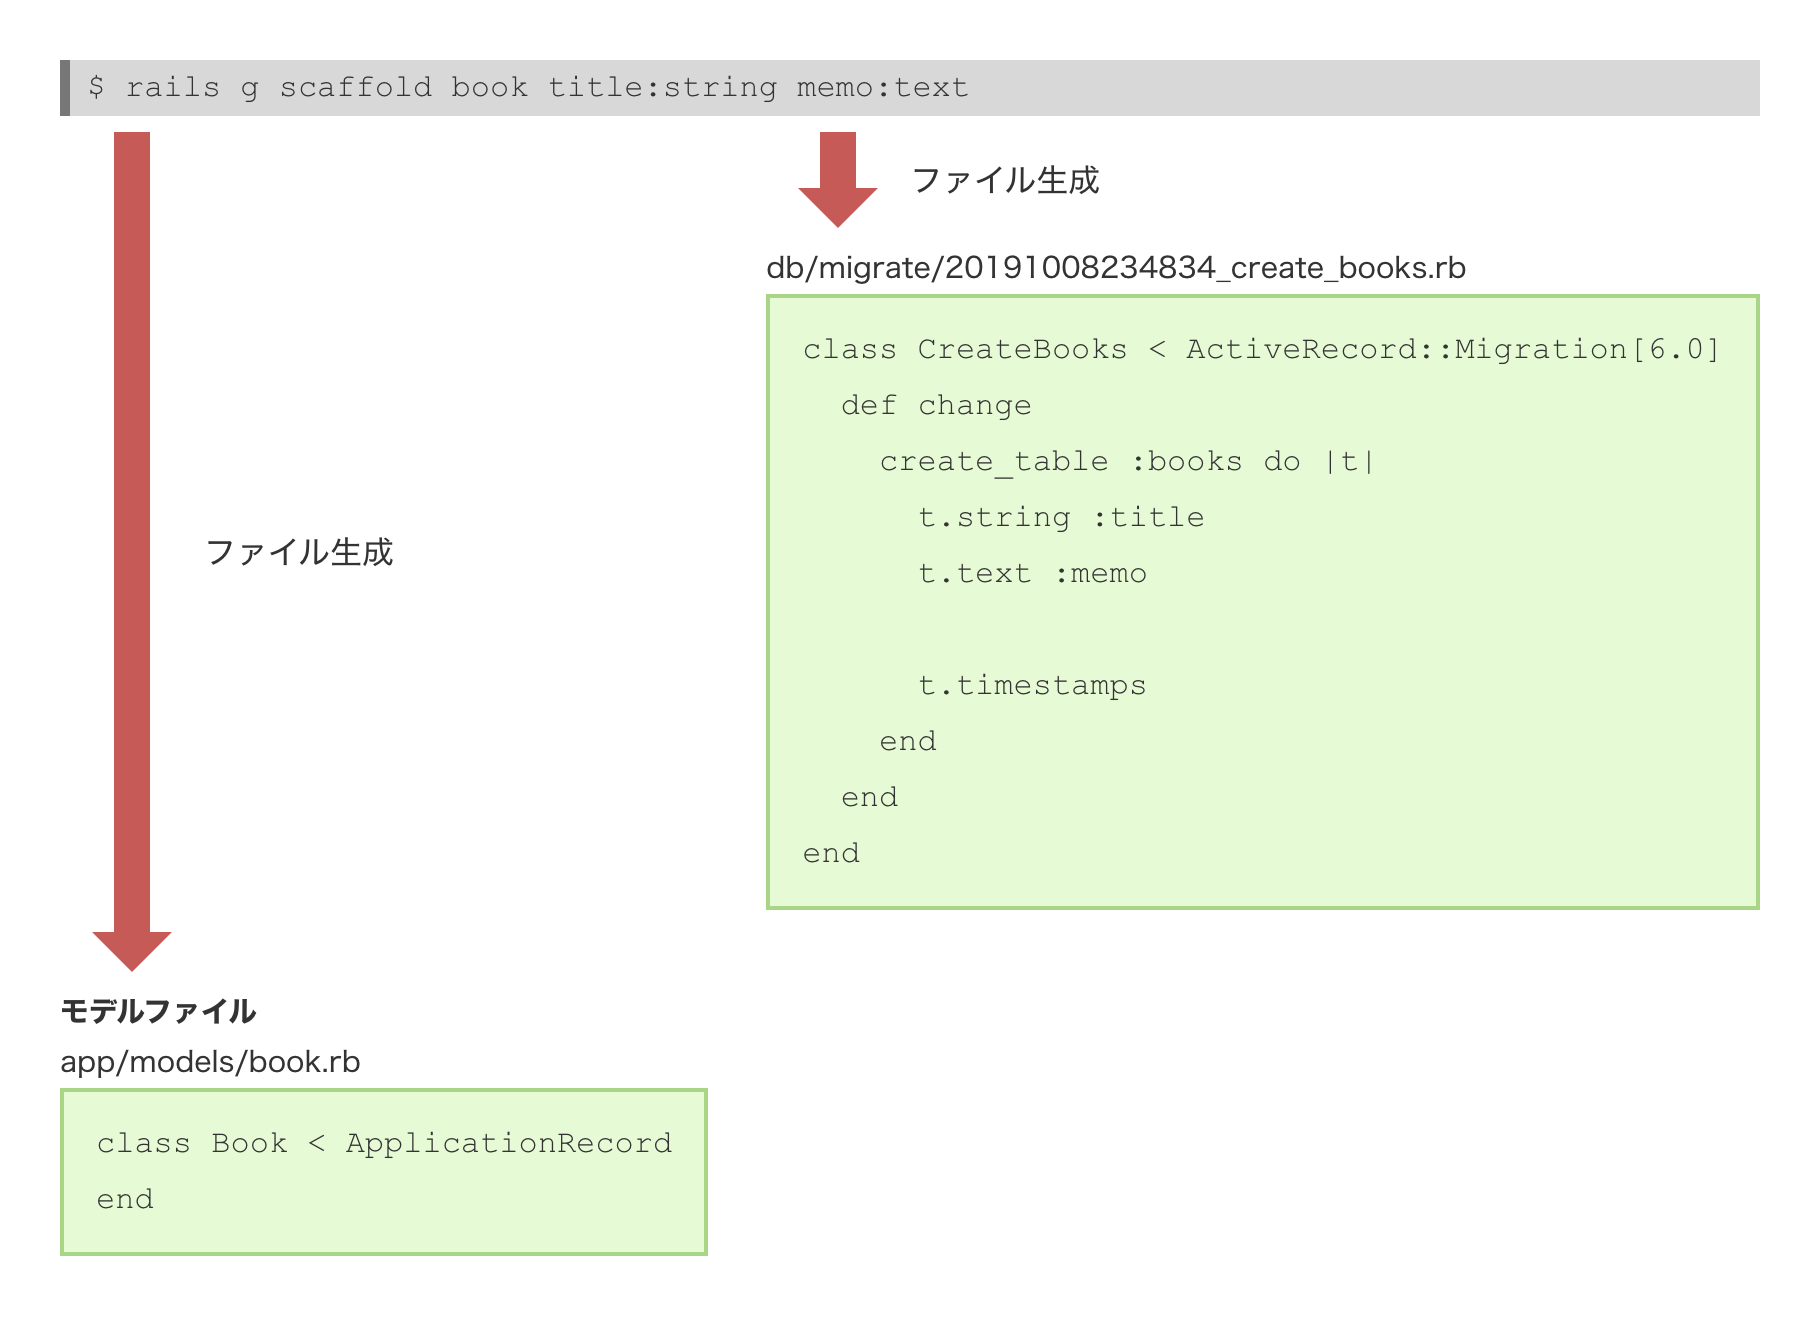 $ rails g scaffold book title:string memo:text
ファイル生成
db/migrate/20191008234834_create_books.rb
class CreateBooks < ActiveRecord::Migration[6.0]
  def change
    create_table :books do |t|
      t.string :title
      t.text :memo

      t.timestamps
    end
  end
end
ファイル生成
モデルファイル
app/models/book.rb
class Book < ApplicationRecord
end